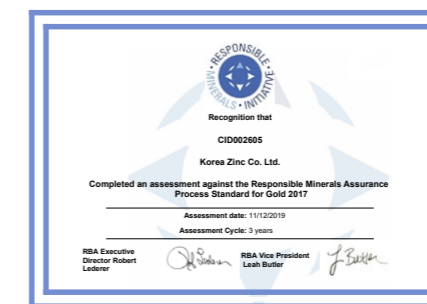 RESPONSIBLE
MINERALS • INITIATIVE
Recognition that
CID002605
Korea Zinc Co. Ltd.
Completed an assessment against the Responsible Minerals Assurance
Process Standard for Gold 2017
Assessment date: 11/12/2019
Assessment Cycle: 3 years
RBA Executive
Director Robert
Lederer
RBA Vice President
Leah Butler